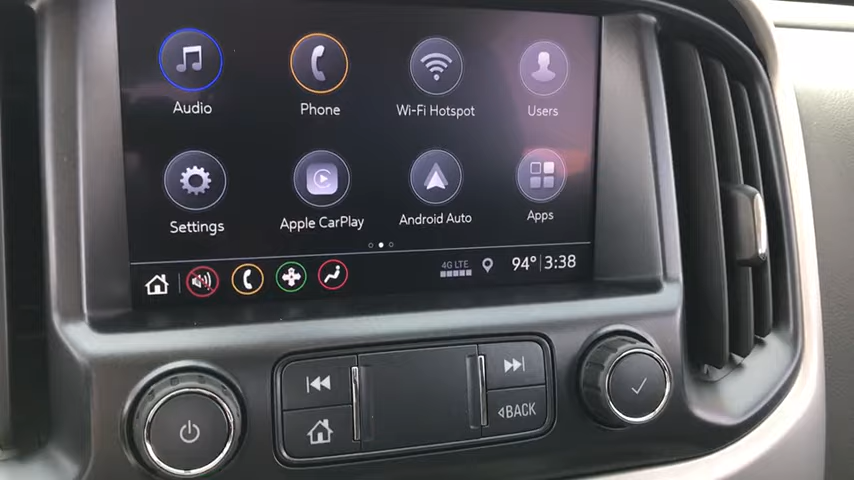 Audio
Phone
Wi-Fi Hotspot
Users
Settings
Apple CarPlay
Android Auto
Apps
4G LTE
94° 3:38
BACK